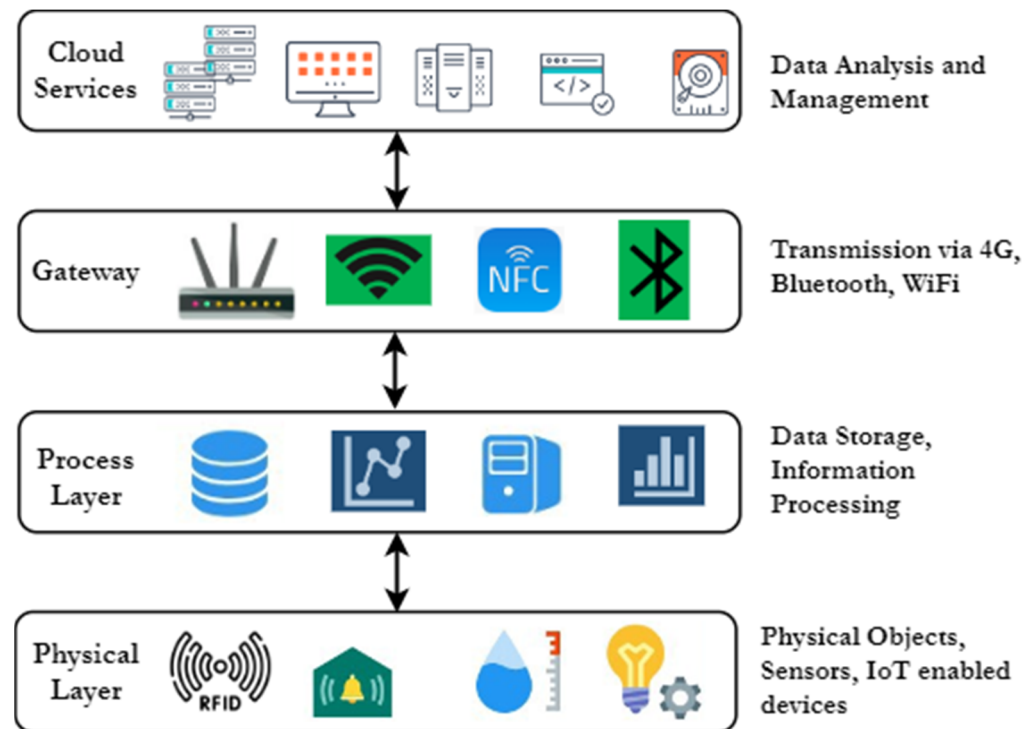 Cloud
Services
</>
Data Analysis and
Management
Gateway
NFC
Transmission via 4G,
Bluetooth, WiFi
Process
Layer
Data Storage,
Information
Processing
Physical
Layer
RFID
Physical Objects,
Sensors, IoT enabled
devices